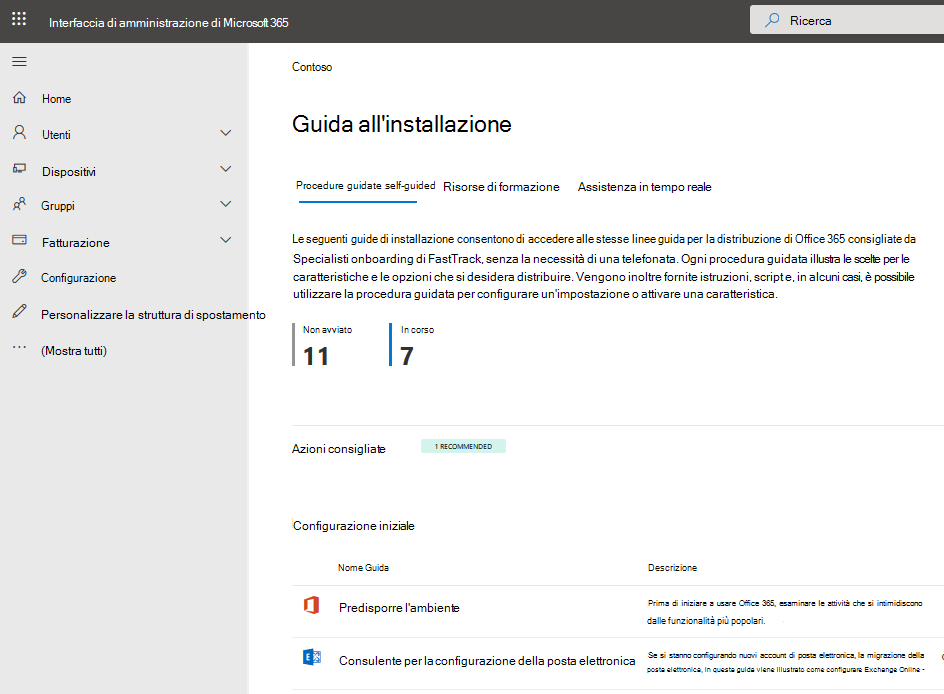 Interfaccia di amministrazione di Microsoft 365
Ricerca
Home
Utenti
Dispositivi
Gruppi
Fatturazione
Configurazione
Personalizzare la struttura di spostamento
(Mostra tutti)
Contoso
Guida all'installazione
Procedure guidate self-guided
Risorse di formazione
Assistenza in tempo reale
Le seguenti guide di installazione consentono di accedere alle stesse linee guida per la distribuzione di Office 365 consigliate da
Specialisti onboarding di FastTrack, senza la necessità di una telefonata. Ogni procedura guidata illustra le scelte per le
caratteristiche e le opzioni che si desidera distribuire. Vengono inoltre fornite istruzioni, script e, in alcuni casi, è possibile
utilizzare la procedura guidata per configurare un'impostazione o attivare una caratteristica.
Non avviato
11
In corso
7
Azioni consigliate
1 RECOMMENDED
Configurazione iniziale
Nome Guida
Descrizione
Predisporre l'ambiente
Prima di iniziare a usare Office 365, esaminare le attività che si intimidiscono
dalle funzionalità più popolari.
Consulente per la configurazione della posta elettronica
Se si stanno configurando nuovi account di posta elettronica, la migrazione della
posta elettronica, in questa guida viene illustrato come configurare Exchange Online -